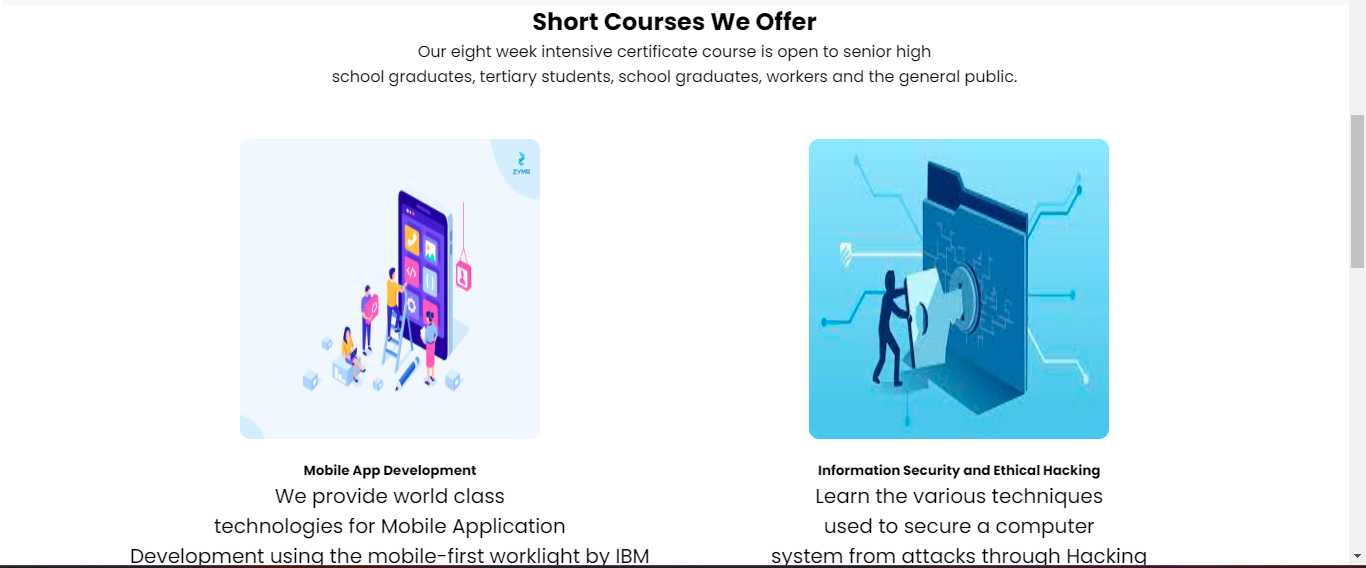 Short Courses We Offer
Our eight week intensive certificate course is open to senior high
school graduates, tertiary students, school graduates, workers and the general public.
ZYMR
Mobile App Development
We provide world class
technologies for Mobile Application
Development using the mobile-first worklight by IBM
Information Security and Ethical Hacking
Learn the various techniques
used to secure a computer
system from attacks through Hacking